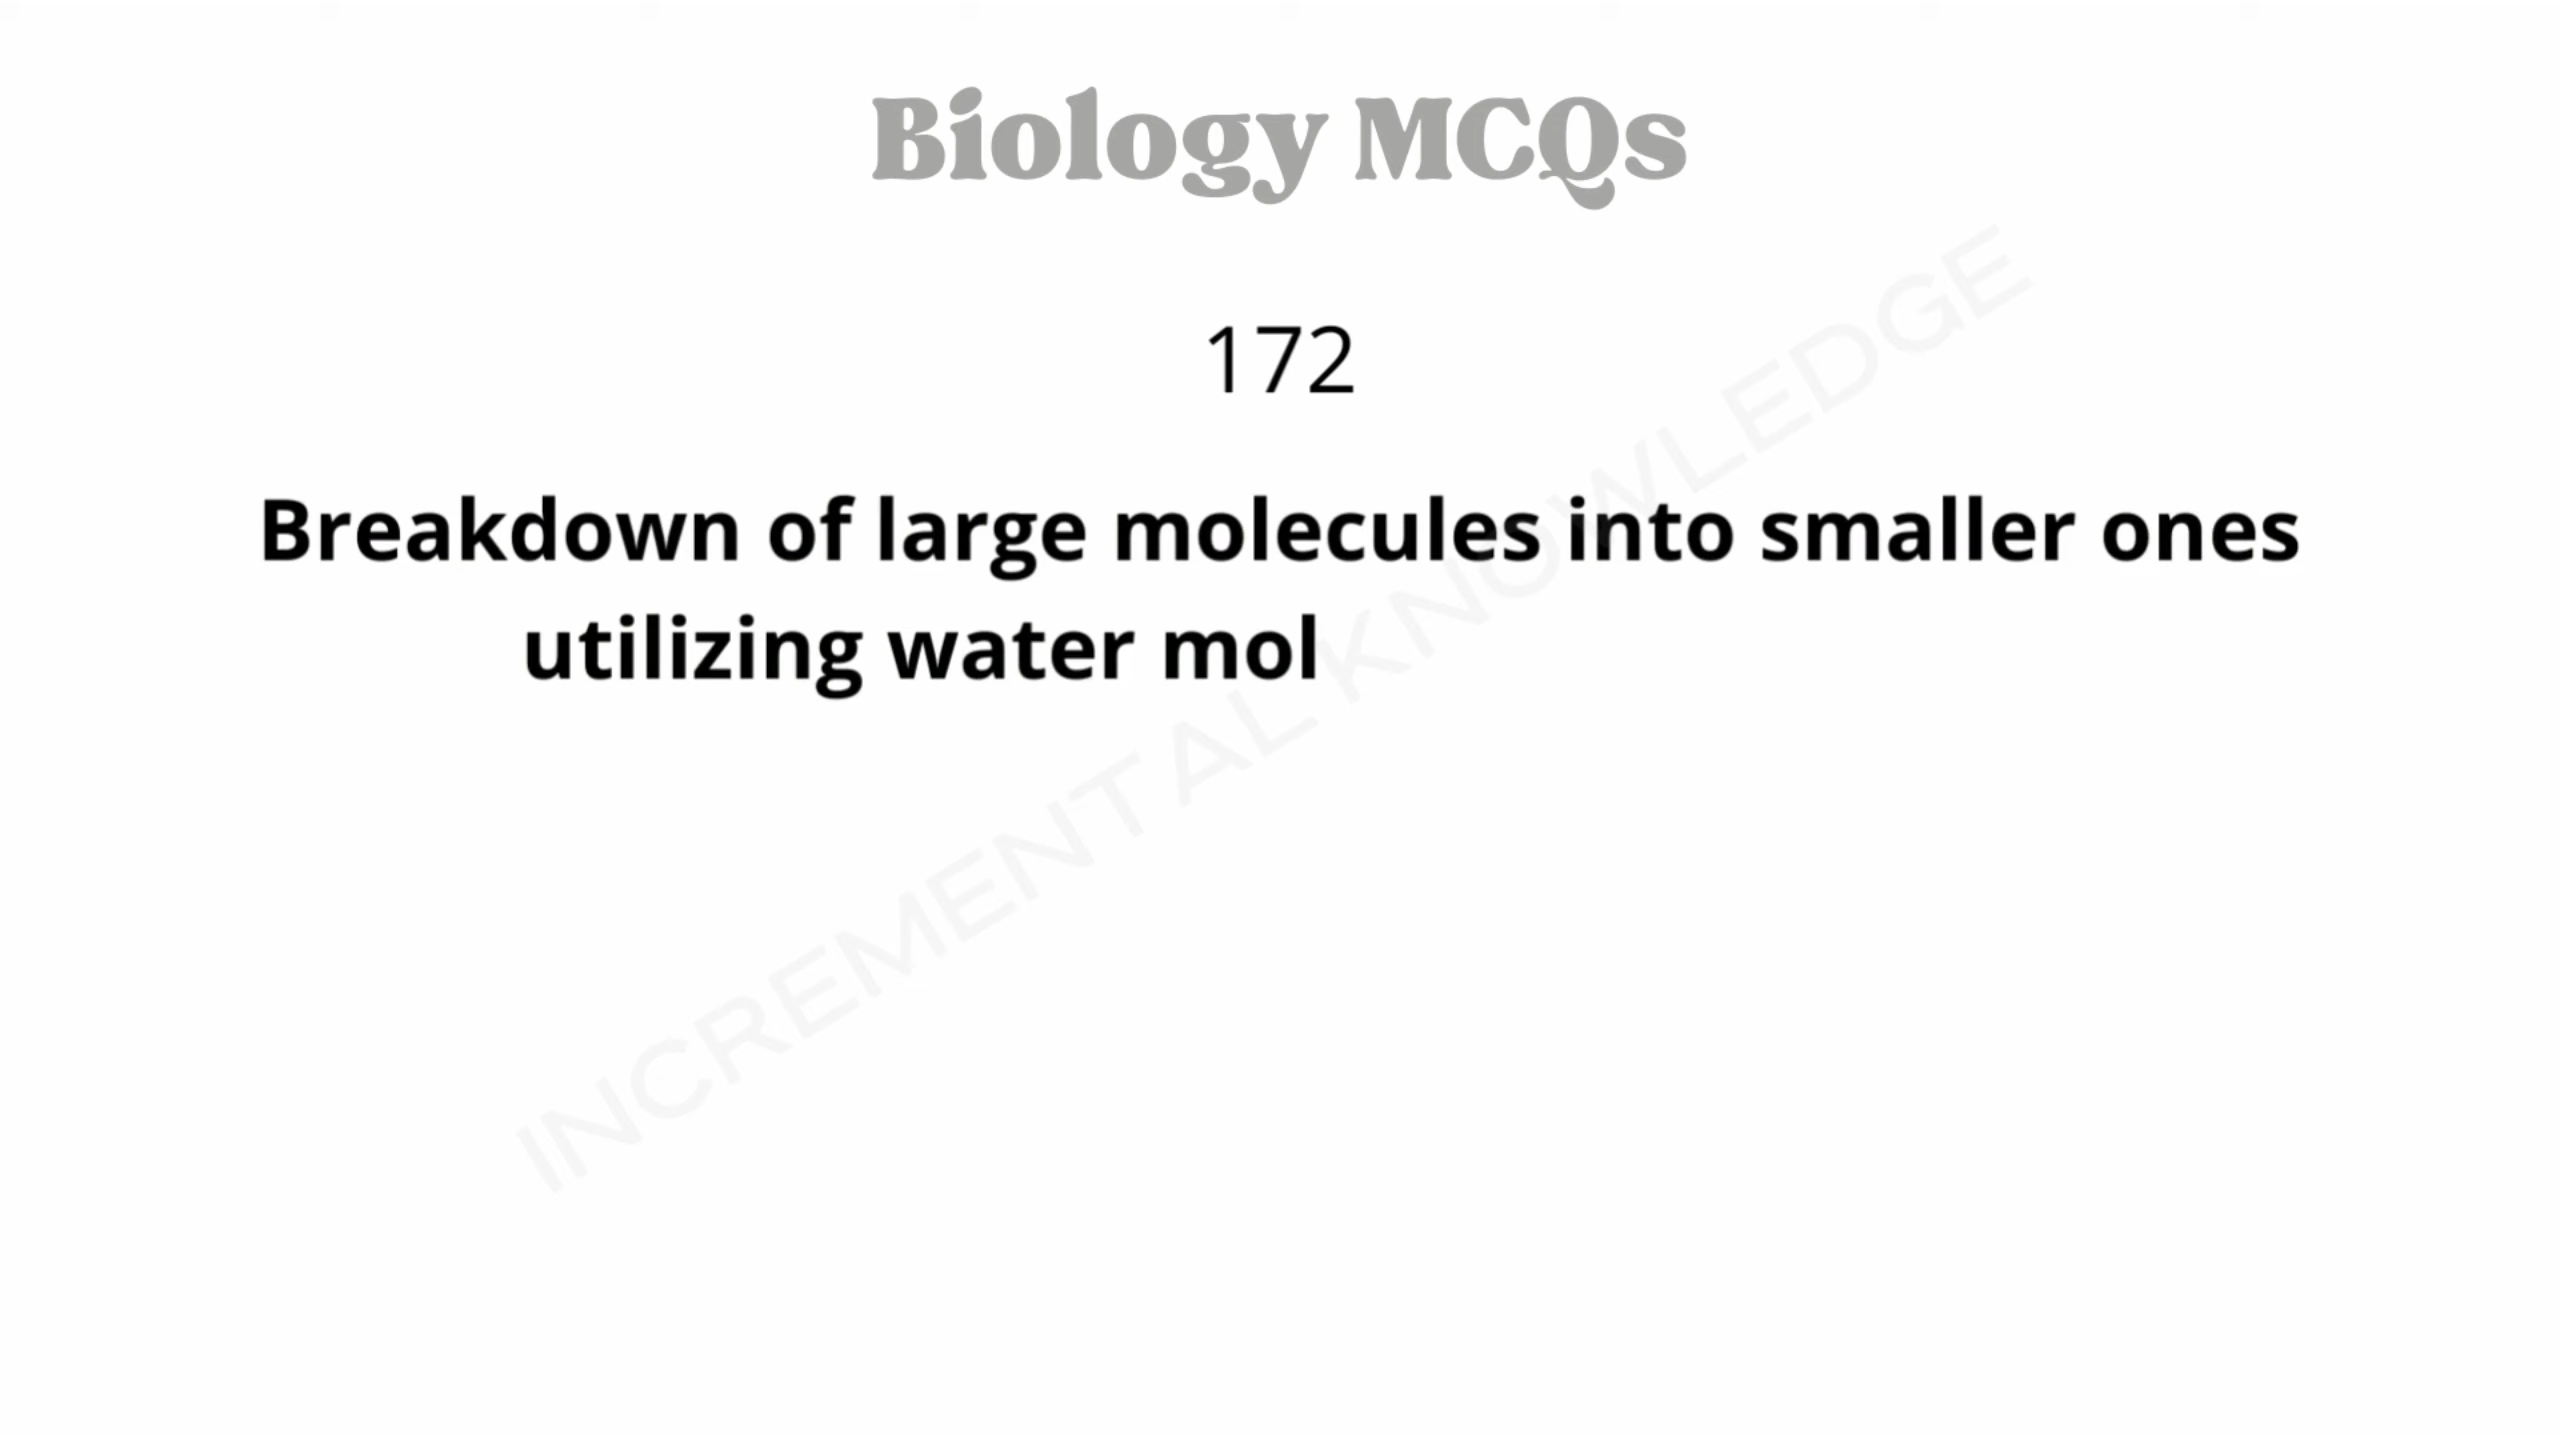 Biology MCQs
172
Breakdown of large molecules into smaller ones
utilizing water mol
INCREMENTAL KNOWLEDGE